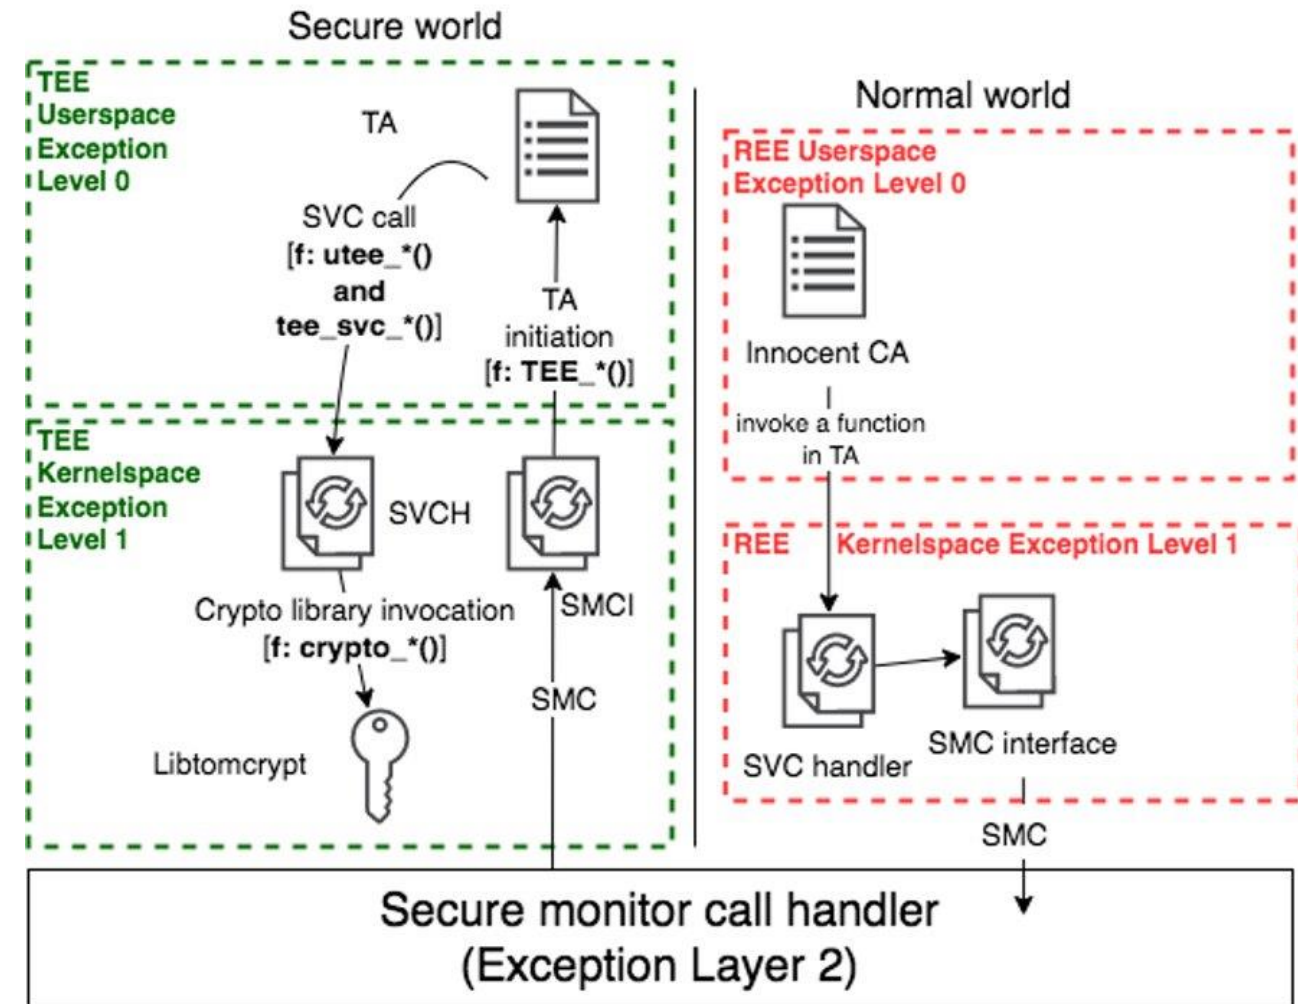 Secure world
TEE
Userspace
Exception
Level 0
TA
SVC call
[f: utee_*()
and
tee_svc_*()]
TA
initiation
[f: TEE_*()]
TEE
Kernelspace
Exception
Level 1
SVCH
SMCI
Crypto library invocation
[f: crypto_*()]
SMC
Libtomcrypt
Normal world
REE Userspace
Exception Level 0
Innocent CA
invoke a function
in TA
REE Kernelspace Exception Level 1
SVC handler
SMC interface
SMC
Secure monitor call handler
(Exception Layer 2)